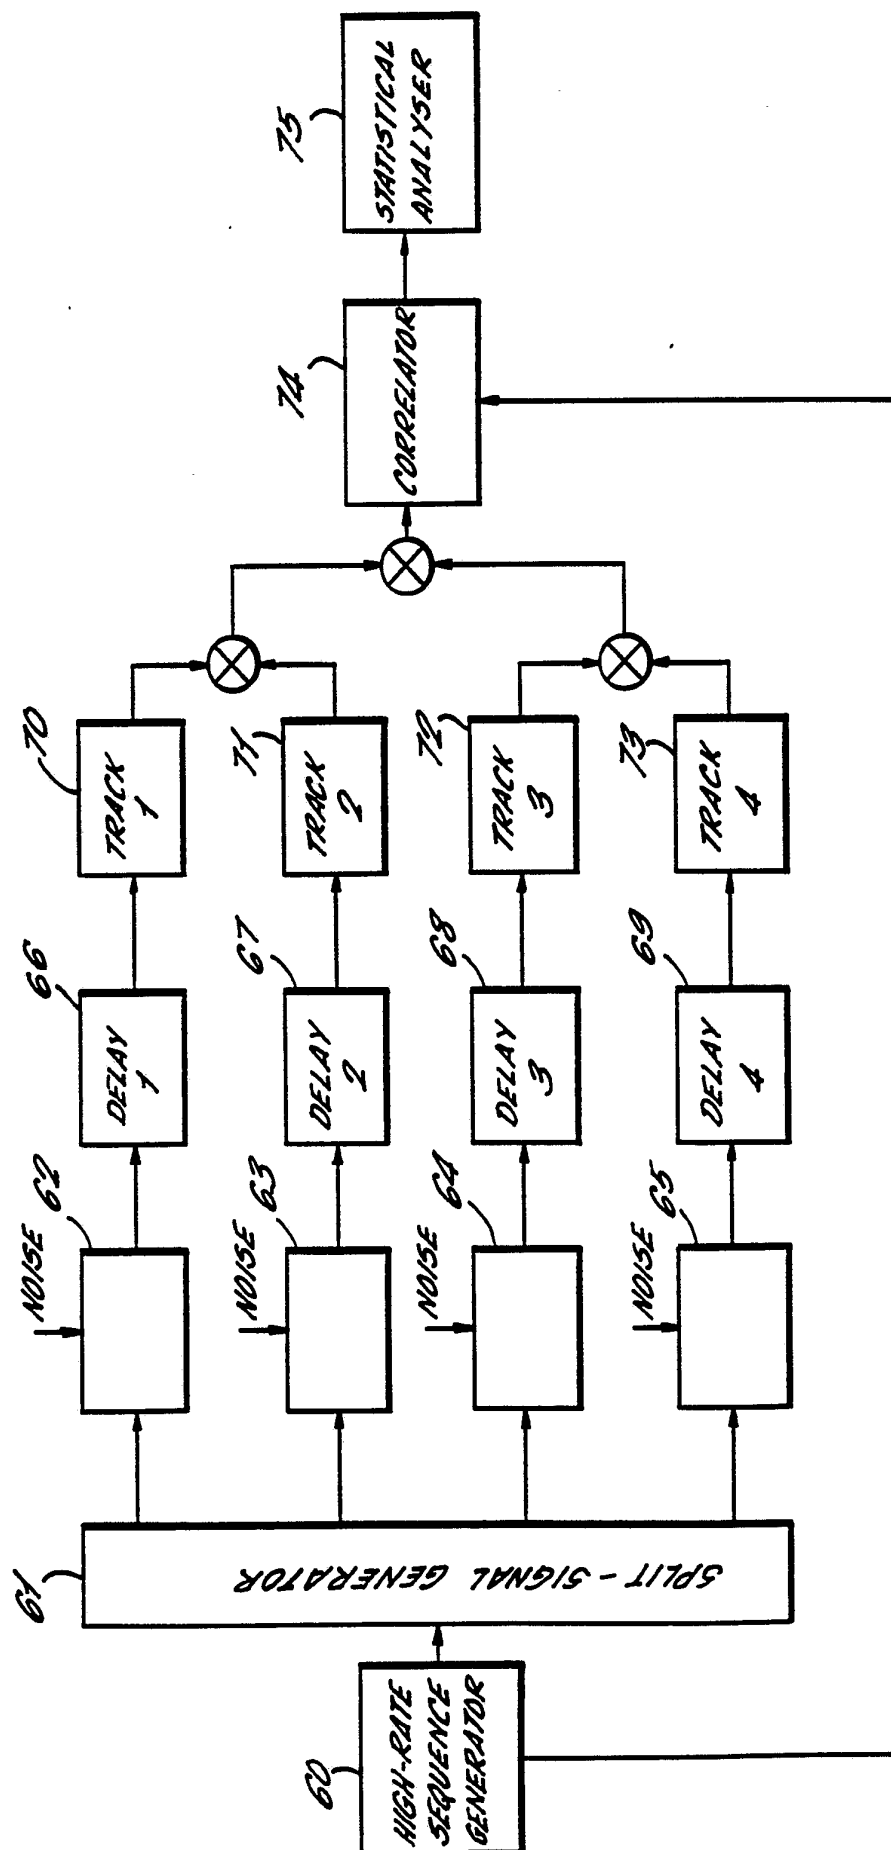 60
HIGH-RATE
SEQUENCE
GENERATOR
61
SPLIT-SIGNAL GENERATOR
NOISE
62
NOISE
63
NOISE
64
NOISE
65
66
DELAY
1
67
DELAY
2
68
DELAY
3
69
DELAY
4
70
TRACK
1
71
TRACK
2
72
TRACK
3
73
TRACK
4
74
CORRELATOR
75
STATISTICAL
ANALYSER